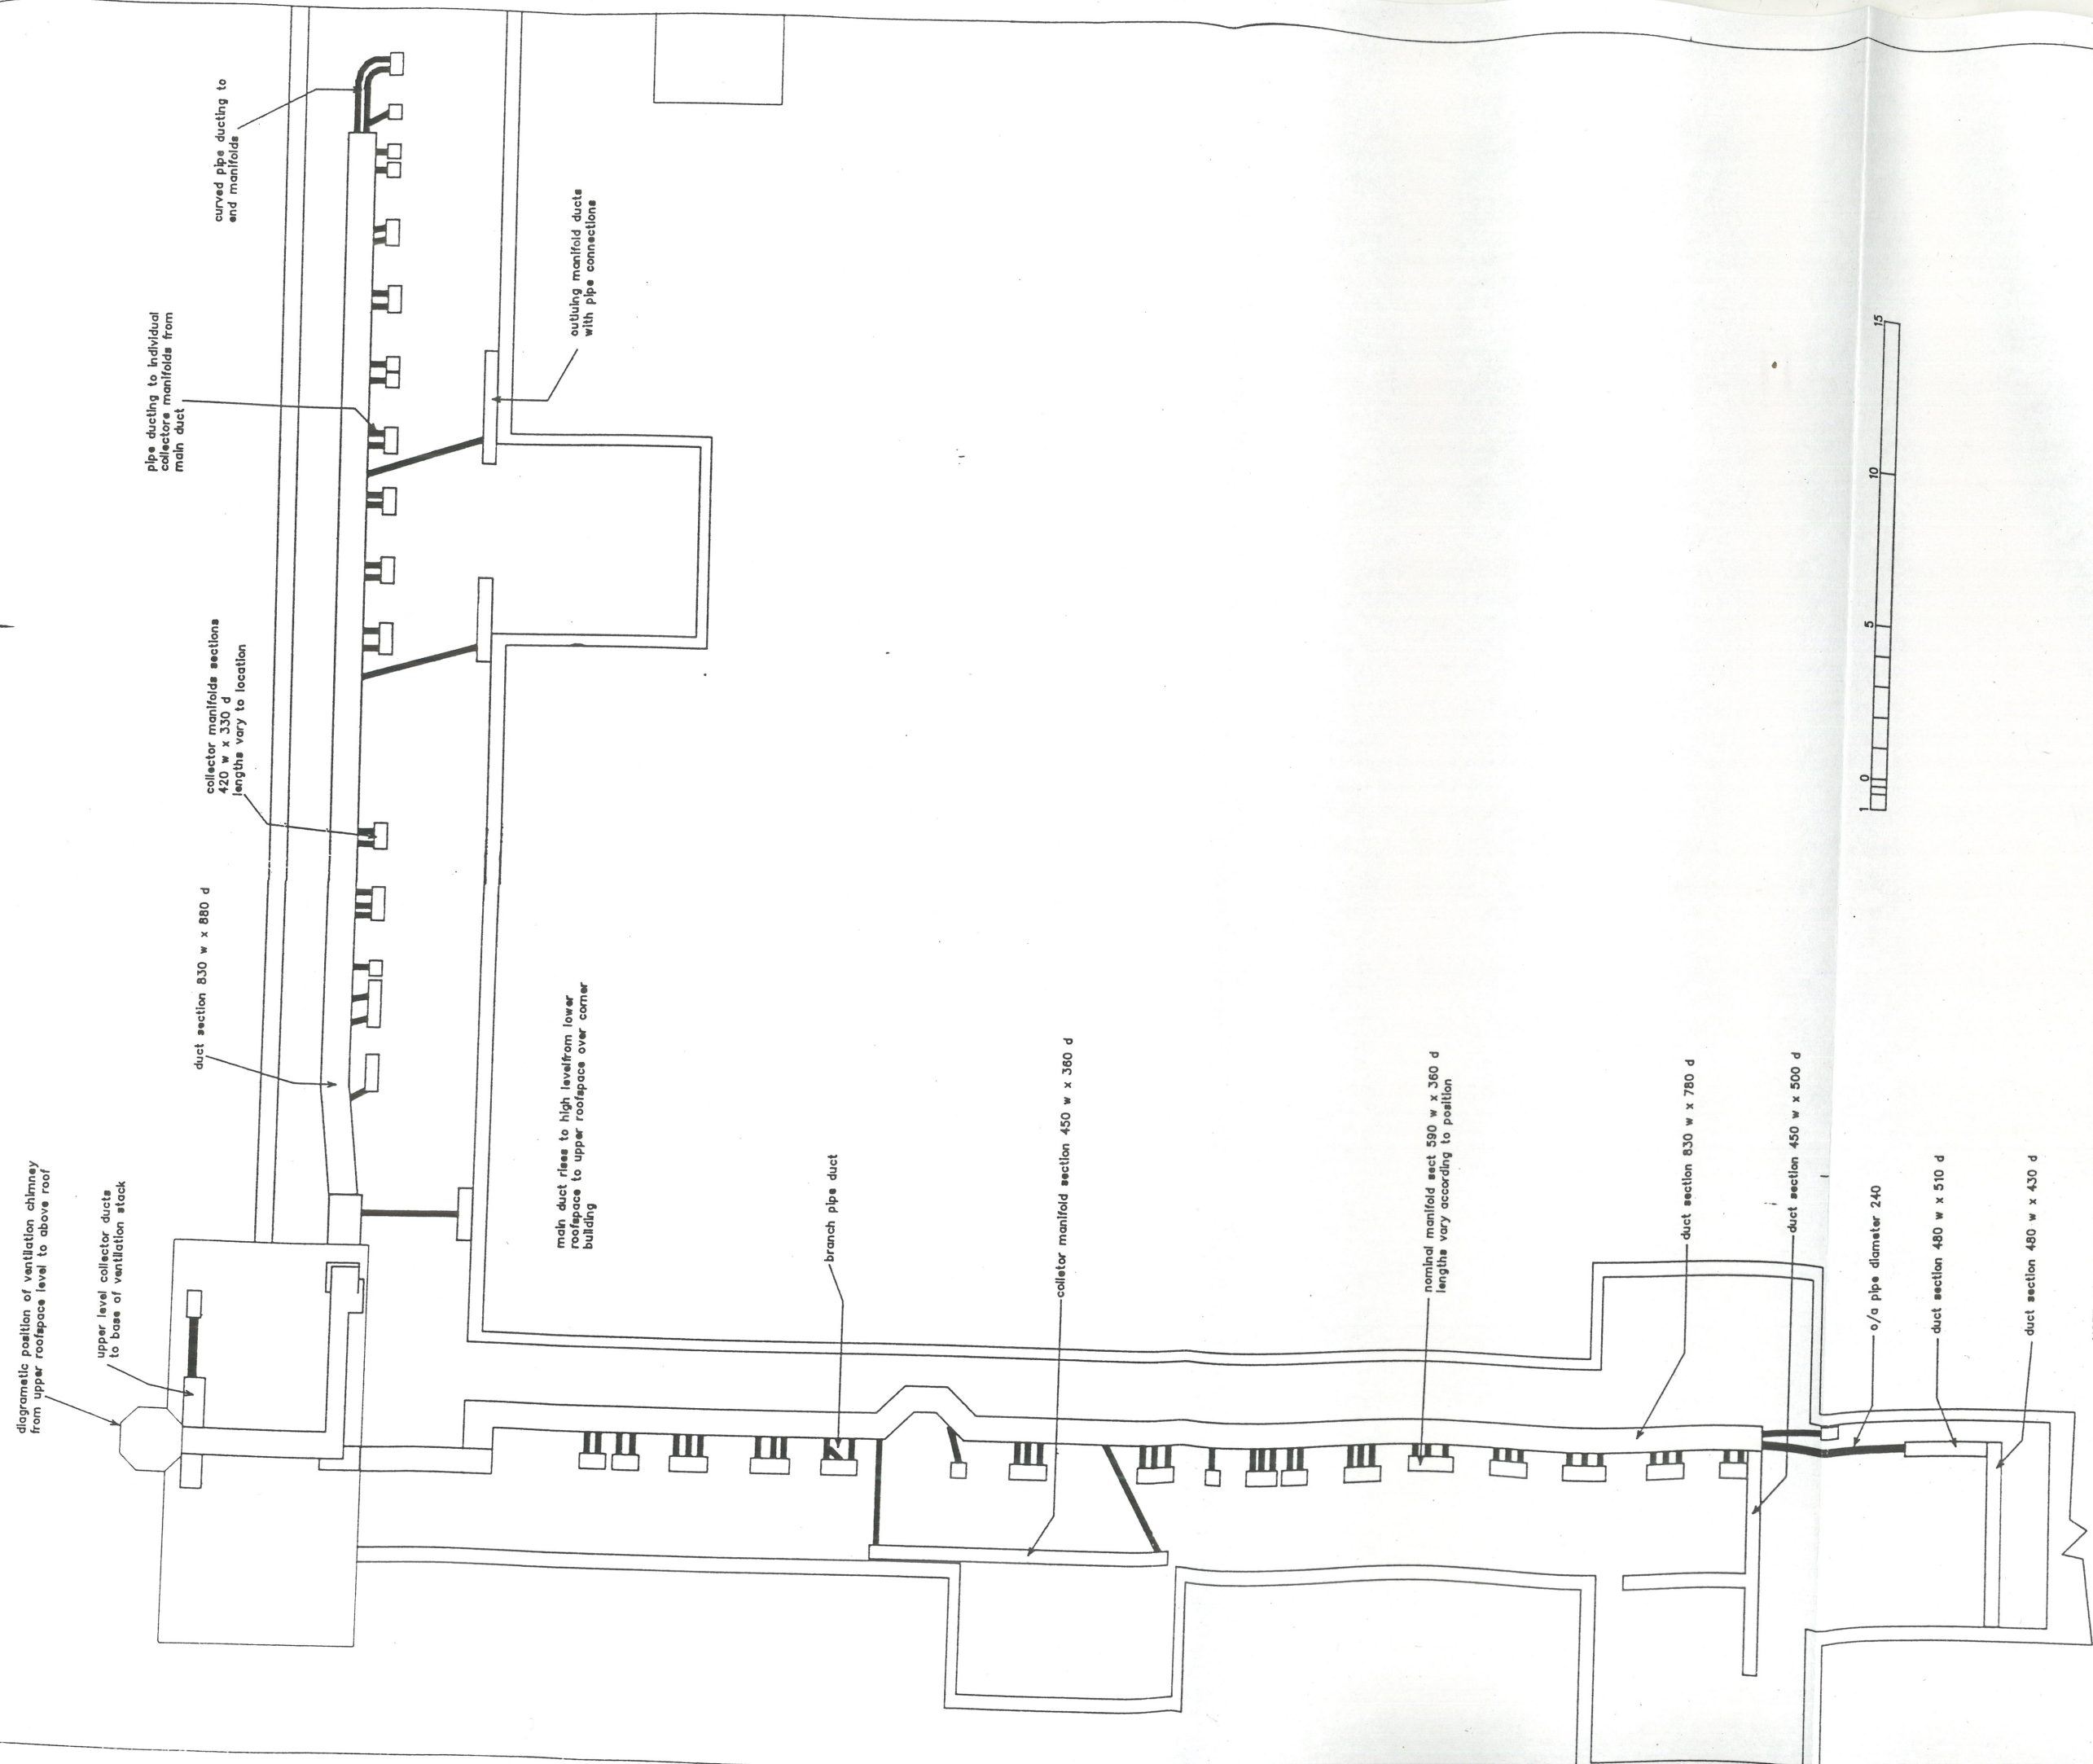 diagrametic position of ventilation chimney
from upper roofspace level to above roof
upper level collector ducts
to base of ventilation stack
duct section 830 w x 880 d
collector manifolds sections
420 w x 330 d
lengths vary to location
pipe ducting to individual
collectore manifolds from
main duct
curved pipe ducting to
end manifolds
outluing manifold ducts
with pipe connections
main duct rises to high levelfrom lower
roofspace to upper roofspace over corner
building
branch pipe duct
colletor manifold section 450 w x 360 d
nominal manifold sect 590 w x 360 d
lengths vary according to position
duct section 830 w x 780 d
duct section 450 w x 500 d
o/a pipe diameter 240
duct section 480 w x 510 d
duct section 480 w x 430 d
1 0 5 10 15